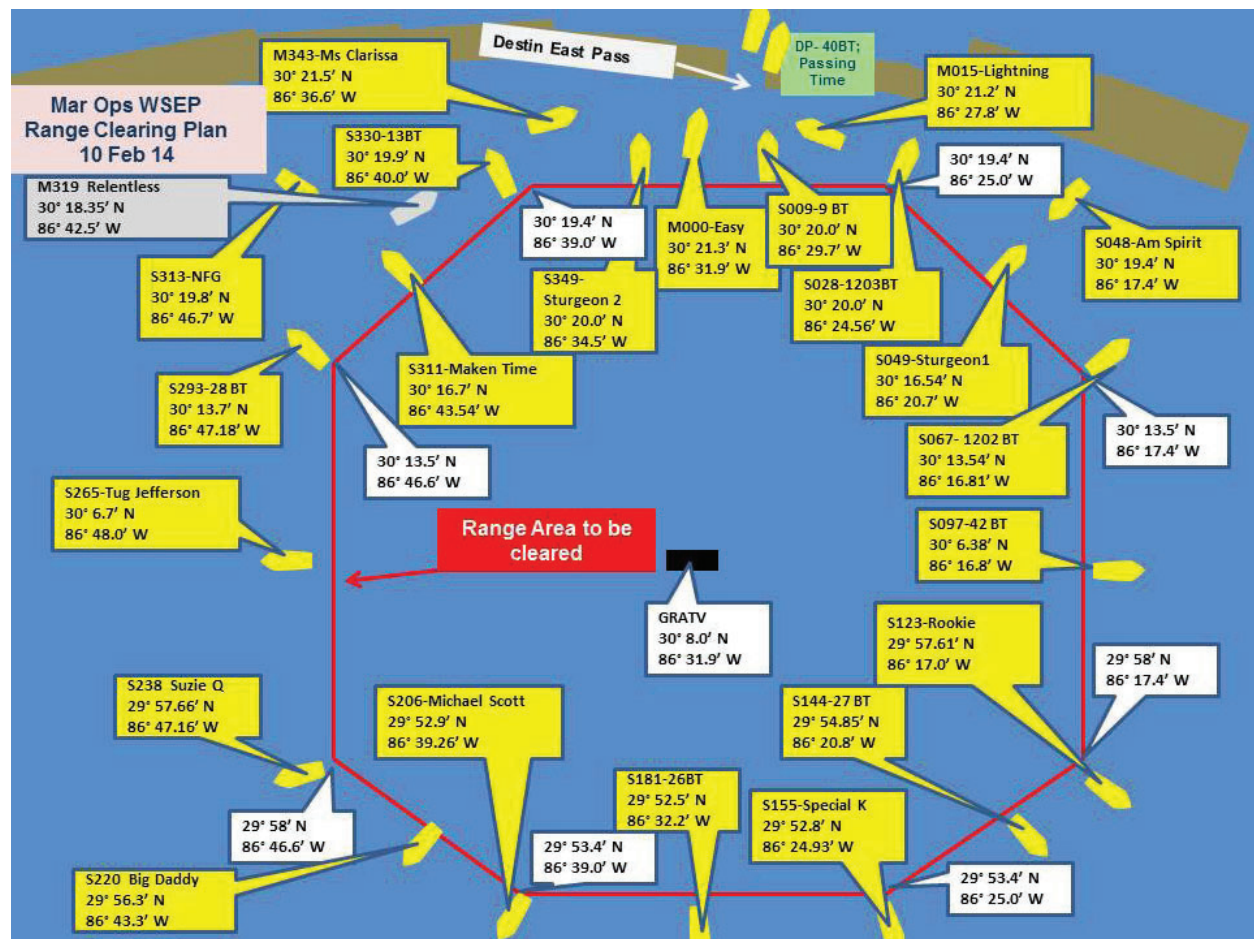 M343-Ms Clarissa
30° 21.5' N
86° 36.6' W
Destin East Pass
DP- 40BT;
Passing
Time
M015-Lightning
30° 21.2' N
86° 27.8' W
Mar Ops WSEP
Range Clearing Plan
10 Feb 14
S330-13BT
30° 19.9' N
86° 40.0' W
30° 19.4' N
86° 25.0' W
M319 Relentless
30° 18.35' N
86° 42.5' W
30° 19.4' N
86° 39.0' W
M000-Easy
30° 21.3' N
86° 31.9' W
S009-9 BT
30° 20.0' N
86° 29.7' W
S048-Am Spirit
30° 19.4' N
86° 17.4' W
S313-NFG
30° 19.8' N
86° 46.7' W
S349-
Sturgeon 2
30° 20.0' N
86° 34.5' W
S028-1203BT
30° 20.0' N
86° 24.56' W
S293-28 BT
30° 13.7' N
86° 47.18' W
S311-Maken Time
30° 16.7' N
86° 43.54' W
S049-Sturgeon1
30° 16.54' N
86° 20.7' W
30° 13.5' N
86° 46.6' W
S067- 1202 BT
30° 13.54' N
86° 16.81' W
30° 13.5' N
86° 17.4' W
S265-Tug Jefferson
30° 6.7' N
86° 48.0' W
Range Area to be
cleared
S097-42 BT
30° 6.38' N
86° 16.8' W
GRATV
30° 8.0' N
86° 31.9' W
S123-Rookie
29° 57.61' N
86° 17.0' W
29° 58' N
86° 17.4' W
S238 Suzie Q
29° 57.66' N
86° 47.16' W
S206-Michael Scott
29° 52.9' N
86° 39.26' W
S144-27 BT
29° 54.85' N
86° 20.8' W
S181-26BT
29° 52.5' N
86° 32.2' W
S155-Special K
29° 52.8' N
86° 24.93' W
29° 58' N
86° 46.6' W
29° 53.4' N
86° 39.0' W
29° 53.4' N
86° 25.0' W
S220 Big Daddy
29° 56.3' N
86° 43.3' W